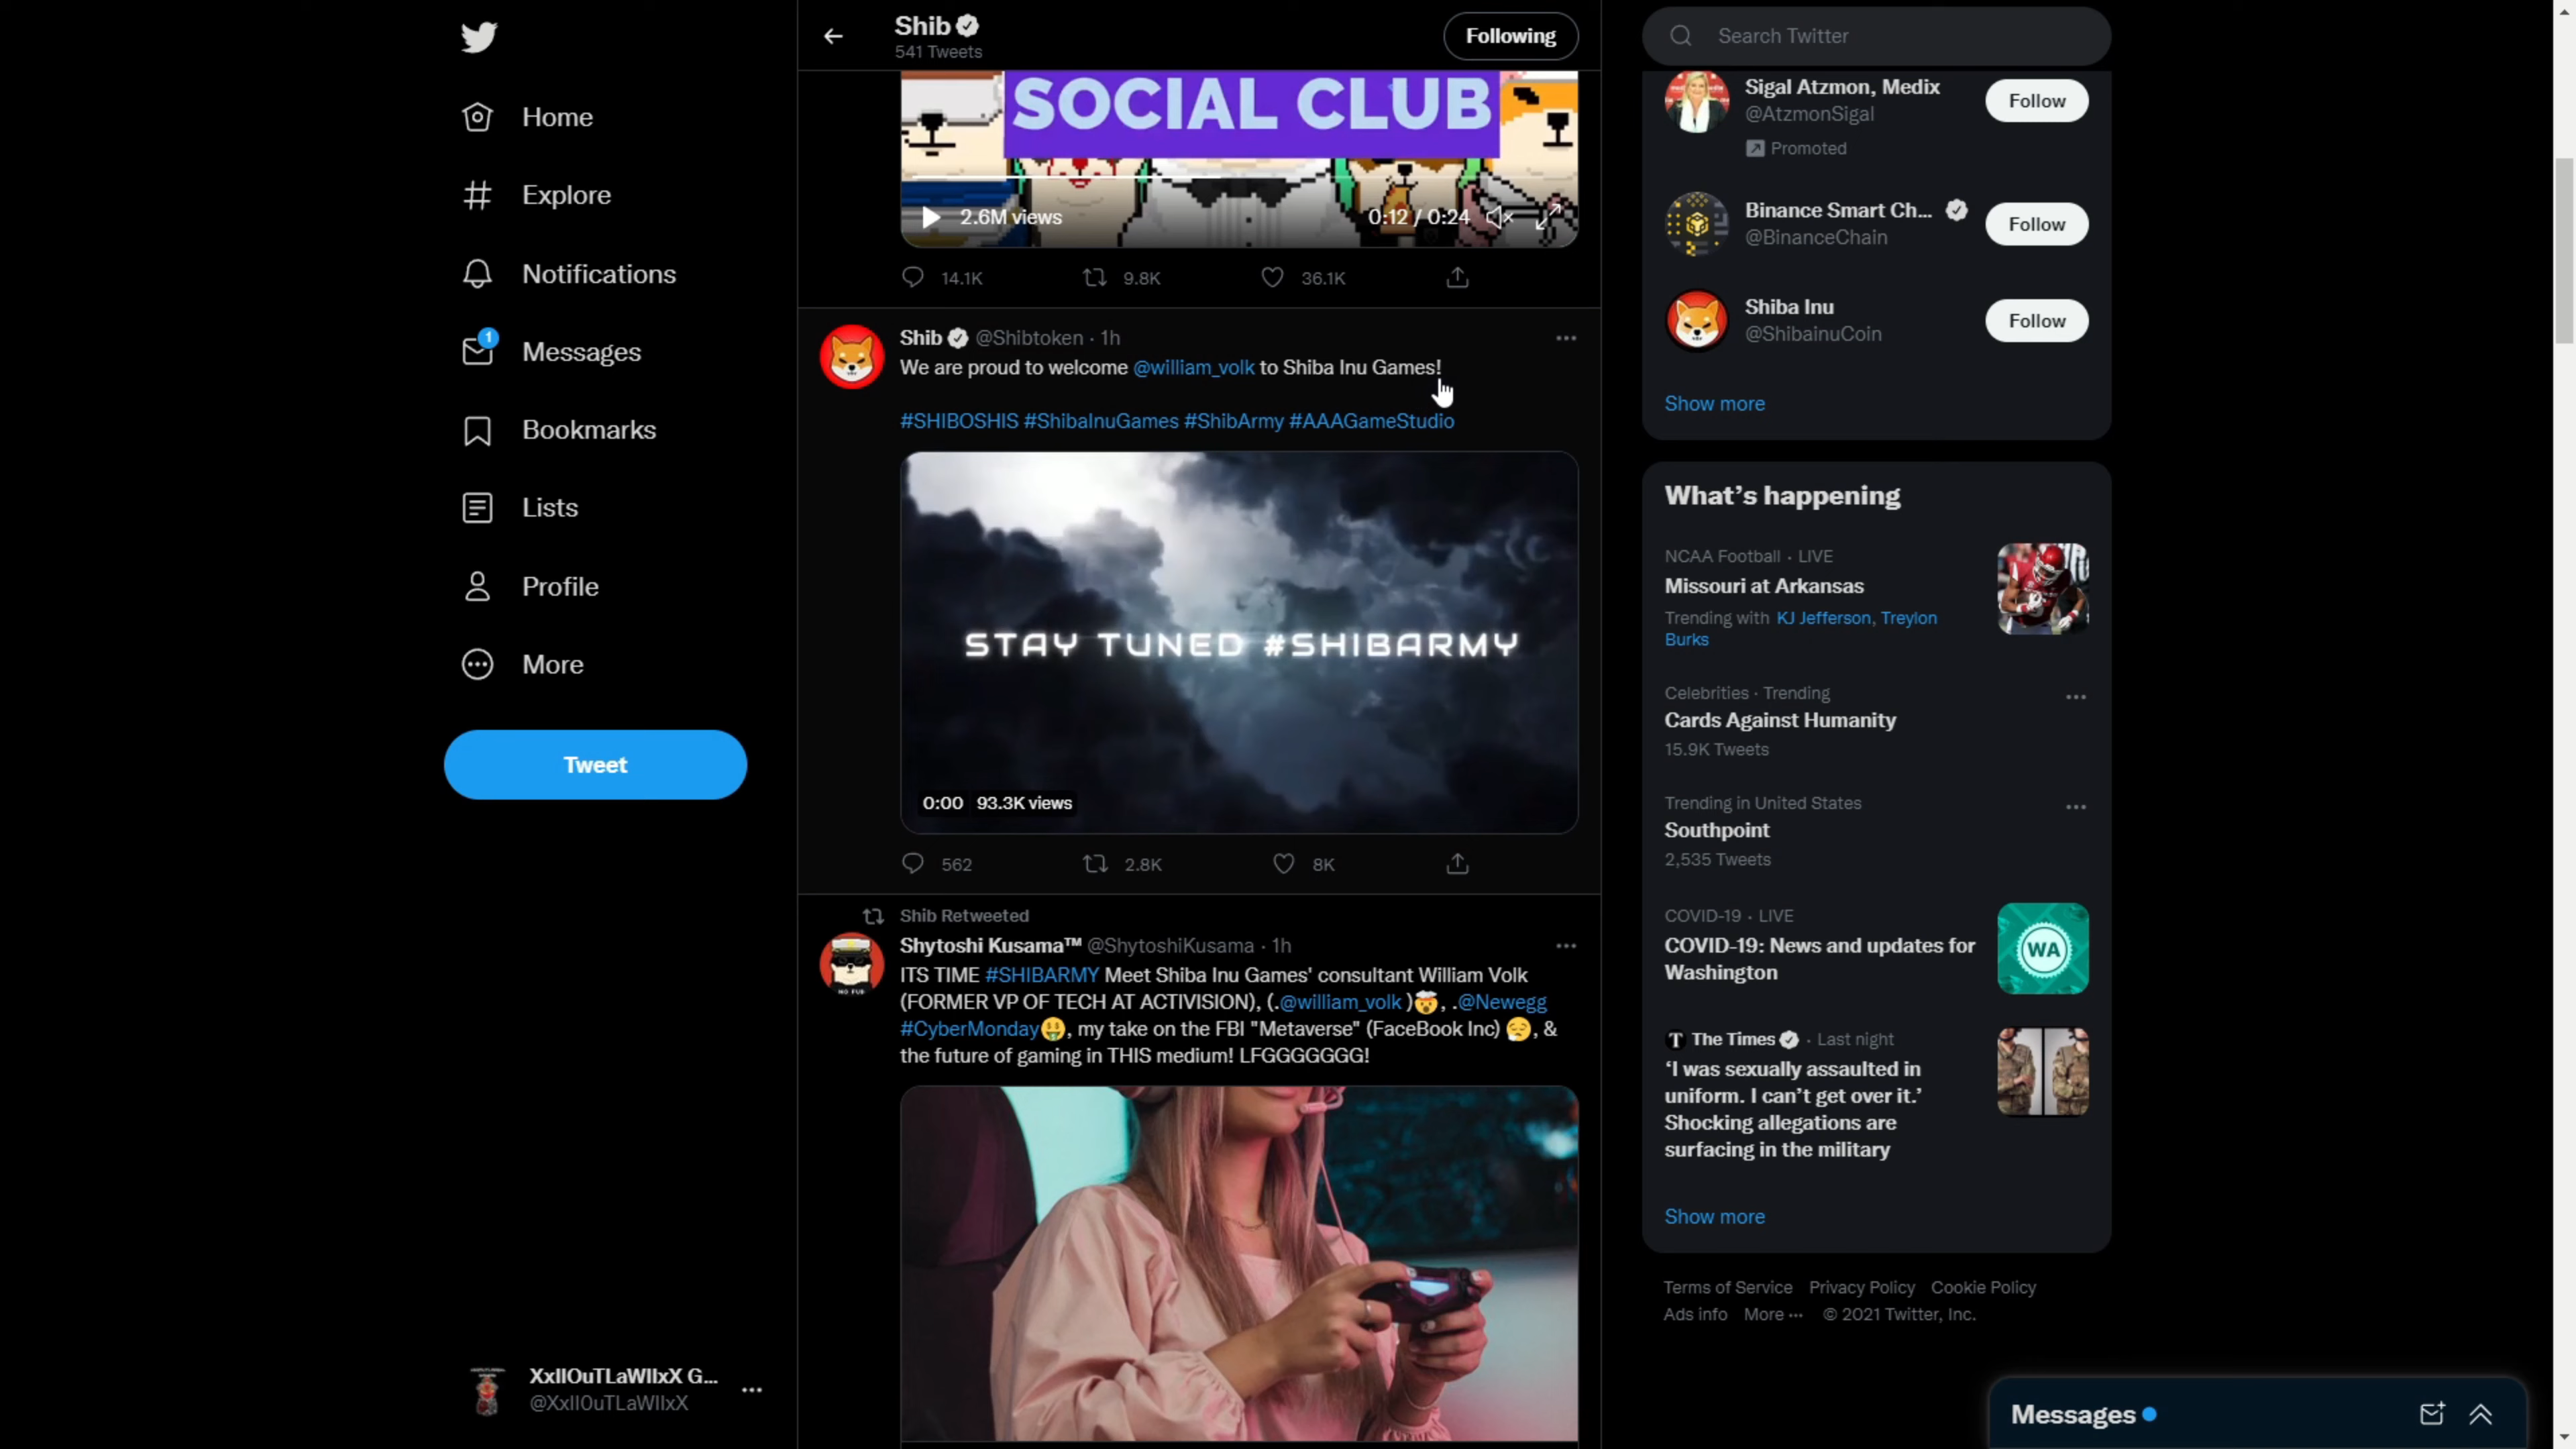 Home
Explore
Notifications
1
Messages
Bookmarks
Lists
Profile
More
Tweet
XxIIOuTLaWIIxX G...
@XxIIOuTLaWIIxX
Shib
541 Tweets
Following
SOCIAL CLUB
2.6M views
0:12 / 0:24
14.1K 9.8K 36.1K
Shib @Shibtoken · 1h
We are proud to welcome @william_volk to Shiba Inu Games!
#SHIBOSHIS #ShibaInuGames #ShibArmy #AAAGameStudio
STAY TUNED #SHIBARMY
0:00 93.3K views
562 2.8K 8K
Shib Retweeted
Shytoshi Kusama™ @ShytoshiKusama · 1h
NO FUD
ITS TIME #SHIBARMY Meet Shiba Inu Games' consultant William Volk
(FORMER VP OF TECH AT ACTIVISION), (.@william_volk )🤯, .@Newegg
#CyberMonday🤑, my take on the FBI "Metaverse" (FaceBook Inc) 😮‍💨, &
the future of gaming in THIS medium! LFGGGGGGG!
Search Twitter
Sigal Atzmon, Medix
@AtzmonSigal
Promoted
Follow
Binance Smart Ch...
@BinanceChain
Follow
Shiba Inu
@ShibainuCoin
Follow
Show more
What's happening
NCAA Football · LIVE
Missouri at Arkansas
Trending with KJ Jefferson, Treylon
Burks
Celebrities · Trending
Cards Against Humanity
15.9K Tweets
Trending in United States
Southpoint
2,535 Tweets
COVID-19 · LIVE
COVID-19: News and updates for
Washington
WA
T The Times · Last night
‘I was sexually assaulted in
uniform. I can’t get over it.’
Shocking allegations are
surfacing in the military
Show more
Terms of Service Privacy Policy Cookie Policy
Ads info More ··· © 2021 Twitter, Inc.
Messages